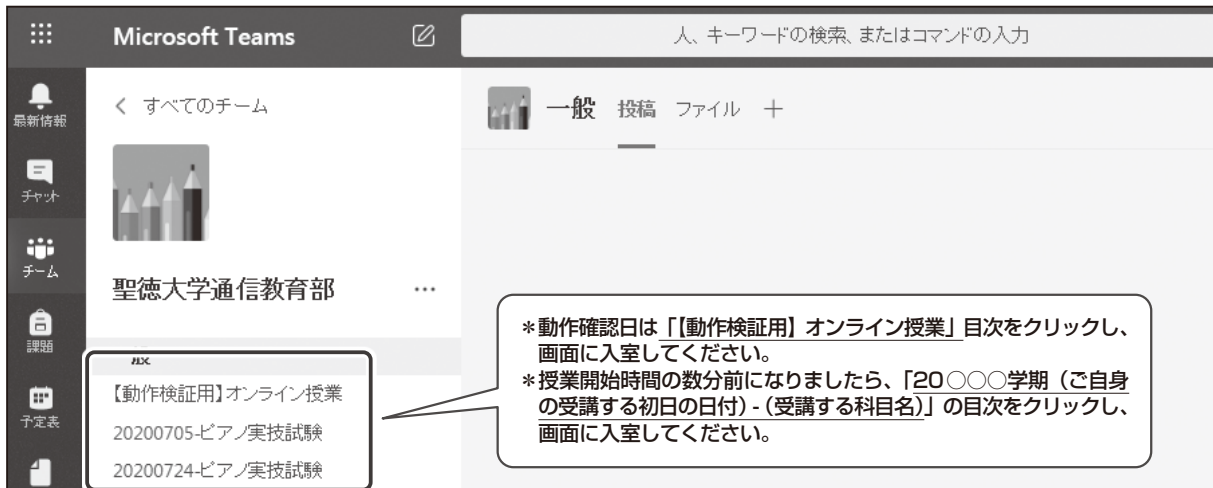 Microsoft Teams
人、キーワードの検索、またはコマンドの入力
最新情報
チャット
チーム
課題
予定表
く すべてのチーム
聖徳大学通信教育部 …
【動作検証用】オンライン授業
20200705-ピアノ実技試験
20200724-ピアノ実技試験
一般 投稿 ファイル ＋
＊動作確認日は「【動作検証用】オンライン授業」目次をクリックし、
画面に入室してください。
＊授業開始時間の数分前になりましたら、「20○○○学期（ご自身
の受講する初日の日付）-（受講する科目名）」の目次をクリックし、
画面に入室してください。